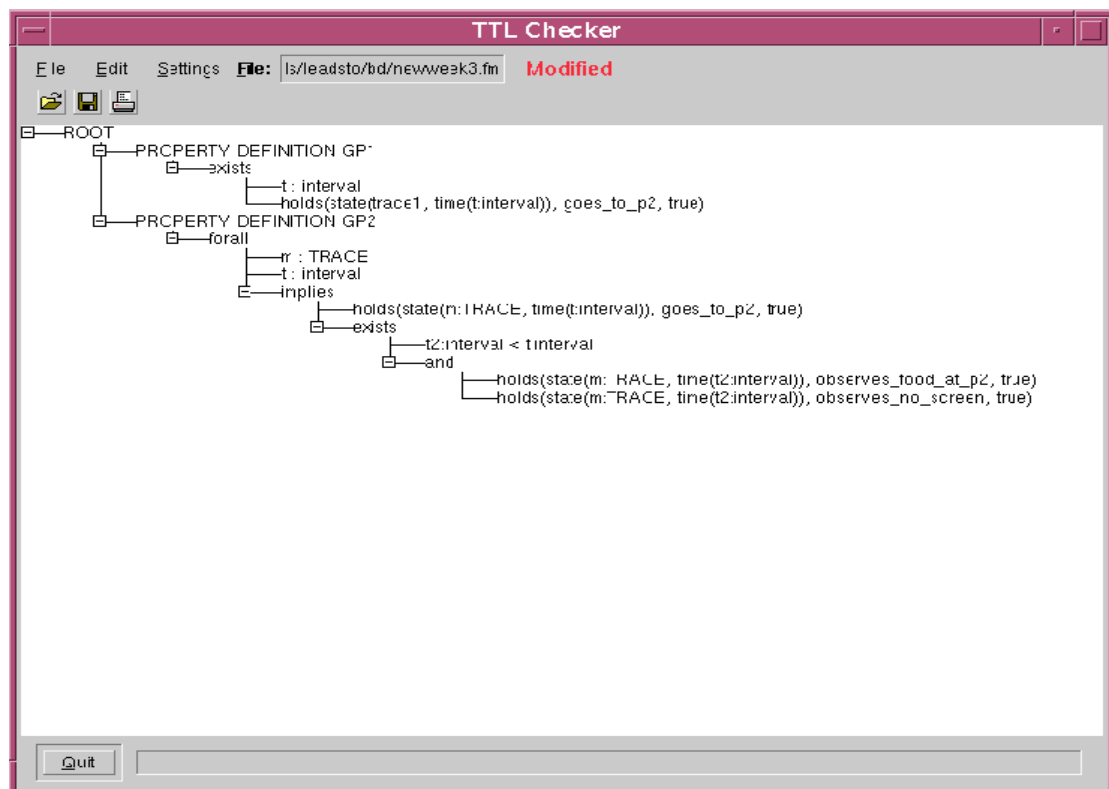 TTL Checker
File Edit Settings File: ls/leadsto/bd/newweek3.fm Modified
ROOT
PROPERTY DEFINITION GP1
exists
t : interval
holds(state(trace1, time(t:interval)), goes_to_p2, true)
PROPERTY DEFINITION GP2
forall
m : TRACE
t : interval
implies
holds(state(m:TRACE, time(t:interval)), goes_to_p2, true)
exists
t2:interval < t:interval
and
holds(state(m:TRACE, time(t2:interval)), observes_food_at_p2, true)
holds(state(m:TRACE, time(t2:interval)), observes_no_screen, true)
Quit